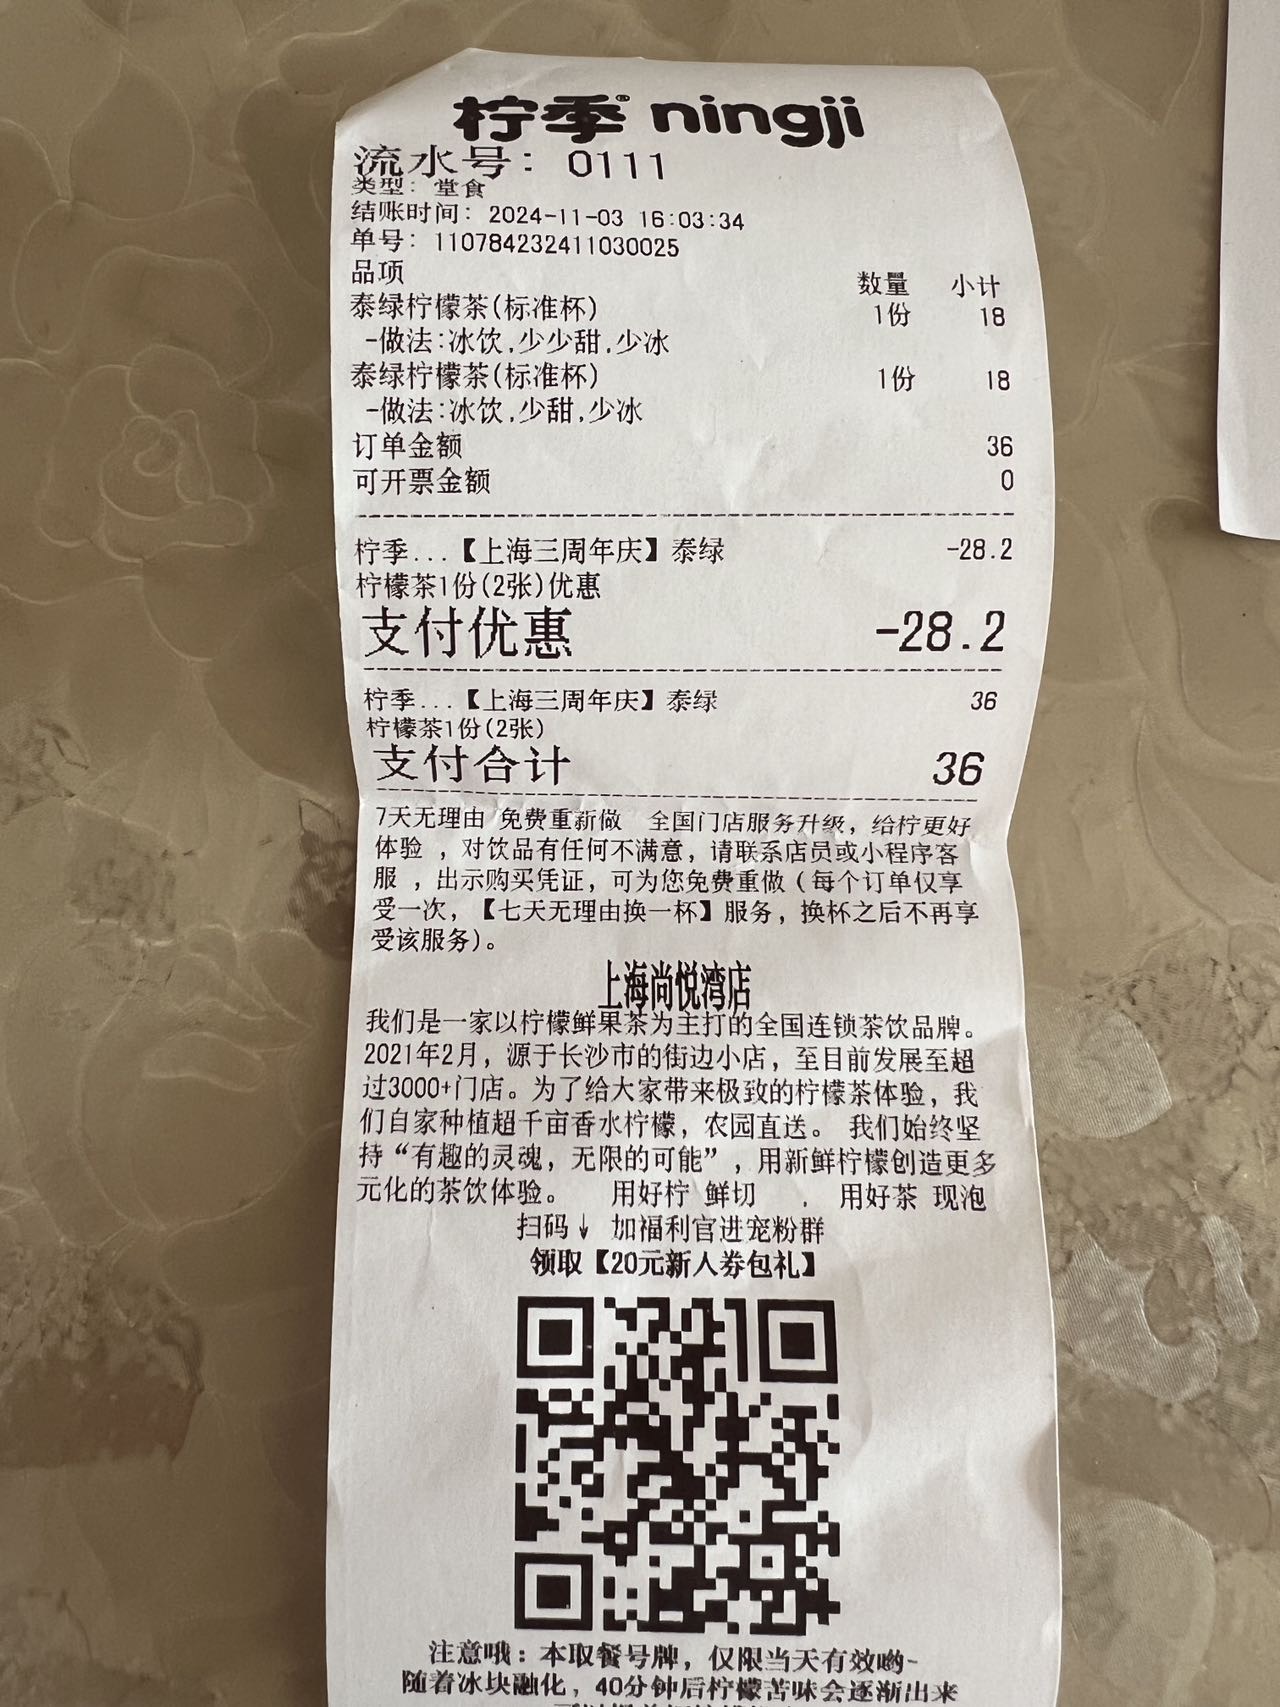 柠季® ningji
流水号: 0111
类型: 堂食
结账时间: 2024-11-03 16:03:34
单号: 110784232411030025
品项 数量 小计
泰绿柠檬茶(标准杯) 1份 18
-做法:冰饮,少少甜,少冰
泰绿柠檬茶(标准杯) 1份 18
-做法:冰饮,少甜,少冰
订单金额 36
可开票金额 0
柠季...【上海三周年庆】泰绿 -28.2
柠檬茶1份(2张)优惠
支付优惠 -28.2
柠季...【上海三周年庆】泰绿 36
柠檬茶1份(2张)
支付合计 36
7天无理由 免费重新做 全国门店服务升级，给柠更好
体验 ，对饮品有任何不满意，请联系店员或小程序客
服 ，出示购买凭证，可为您免费重做（每个订单仅享
受一次，【七天无理由换一杯】服务，换杯之后不再享
受该服务）。
上海尚悦湾店
我们是一家以柠檬鲜果茶为主打的全国连锁茶饮品牌。
2021年2月，源于长沙市的街边小店，至目前发展至超
过3000+门店。为了给大家带来极致的柠檬茶体验，我
们自家种植超千亩香水柠檬，农园直送。 我们始终坚
持“有趣的灵魂，无限的可能”，用新鲜柠檬创造更多
元化的茶饮体验。 用好柠 鲜切 . 用好茶 现泡
扫码↓ 加福利官进宠粉群
领取【20元新人券包礼】
注意哦：本取餐号牌，仅限当天有效哟~
随着冰块融化，40分钟后柠檬苦味会逐渐出来